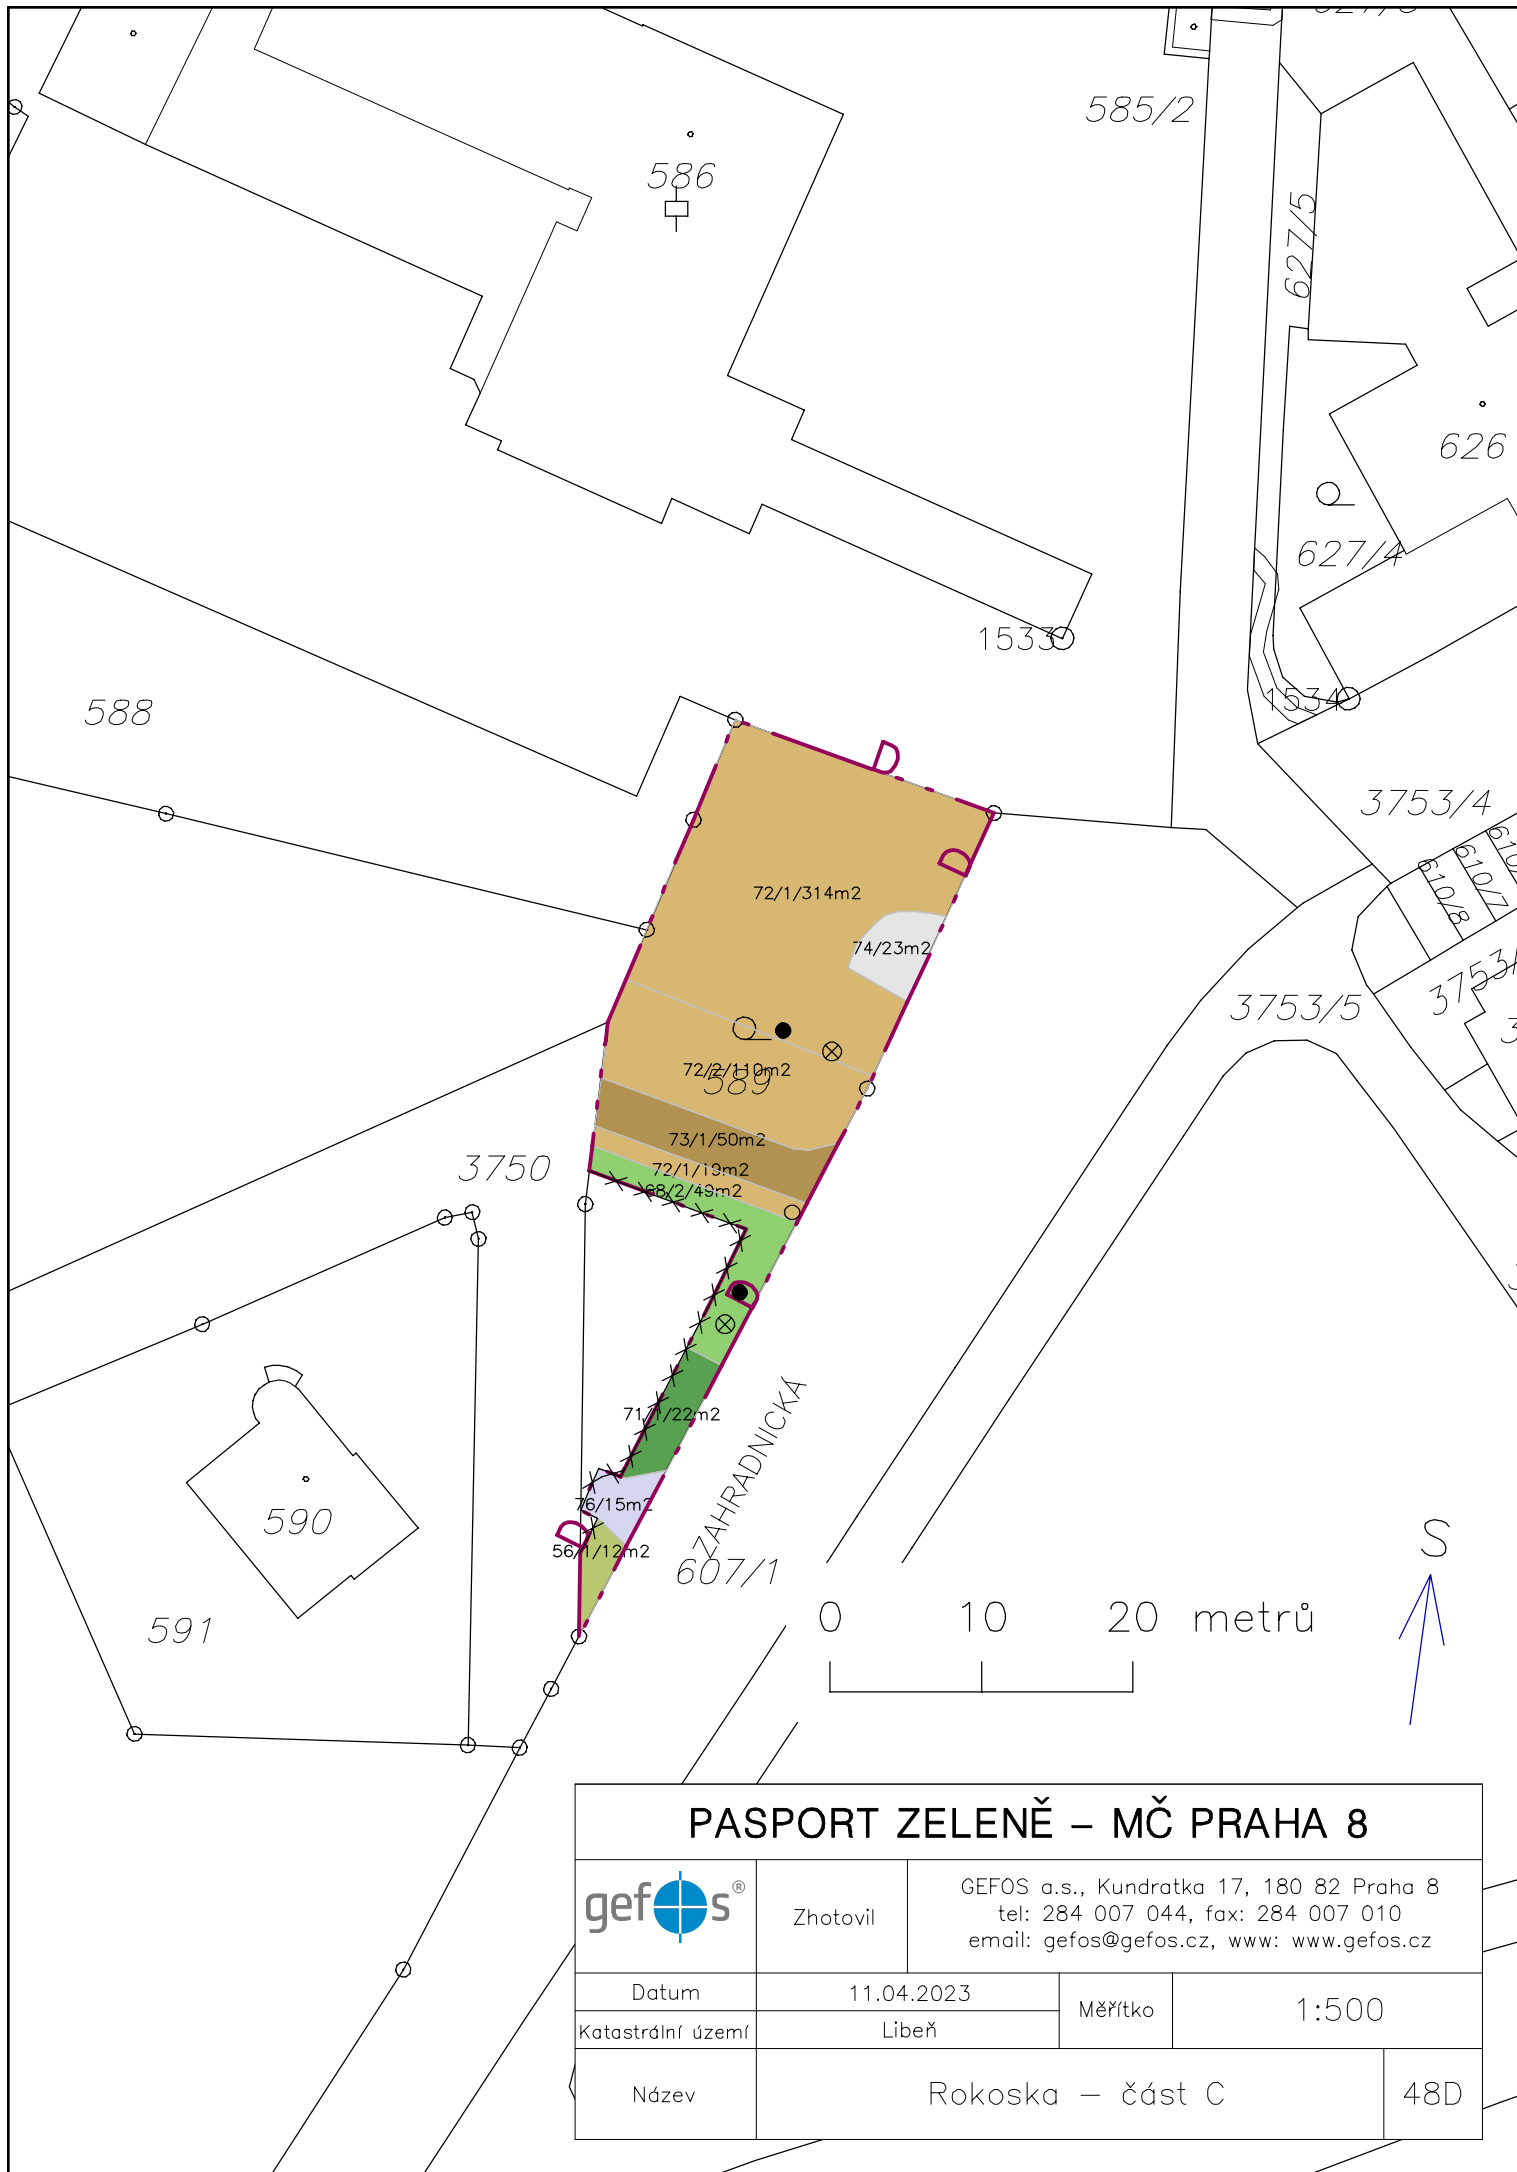 585/2
586
627/5
626
627/4
1533
1534
588
3753/4
610/8
610/7
72/1/314m2
74/23m2
3753/5
72/2/110m2
589
73/1/50m2
72/1/19m2
68/2/49m2
3750
D
D
D
D
71/1/22m2
ZAHRADNICKÁ
76/15m2
56/1/12m2
607/1
590
591
S
0 10 20 metrů
PASPORT ZELENĚ – MČ PRAHA 8
gefos®
Zhotovil
GEFOS a.s., Kundratka 17, 180 82 Praha 8
tel: 284 007 044, fax: 284 007 010
email: gefos@gefos.cz, www: www.gefos.cz
Datum
11.04.2023
Měřítko
1:500
Katastrální území
Libeň
Název
Rokoska – část C
48D